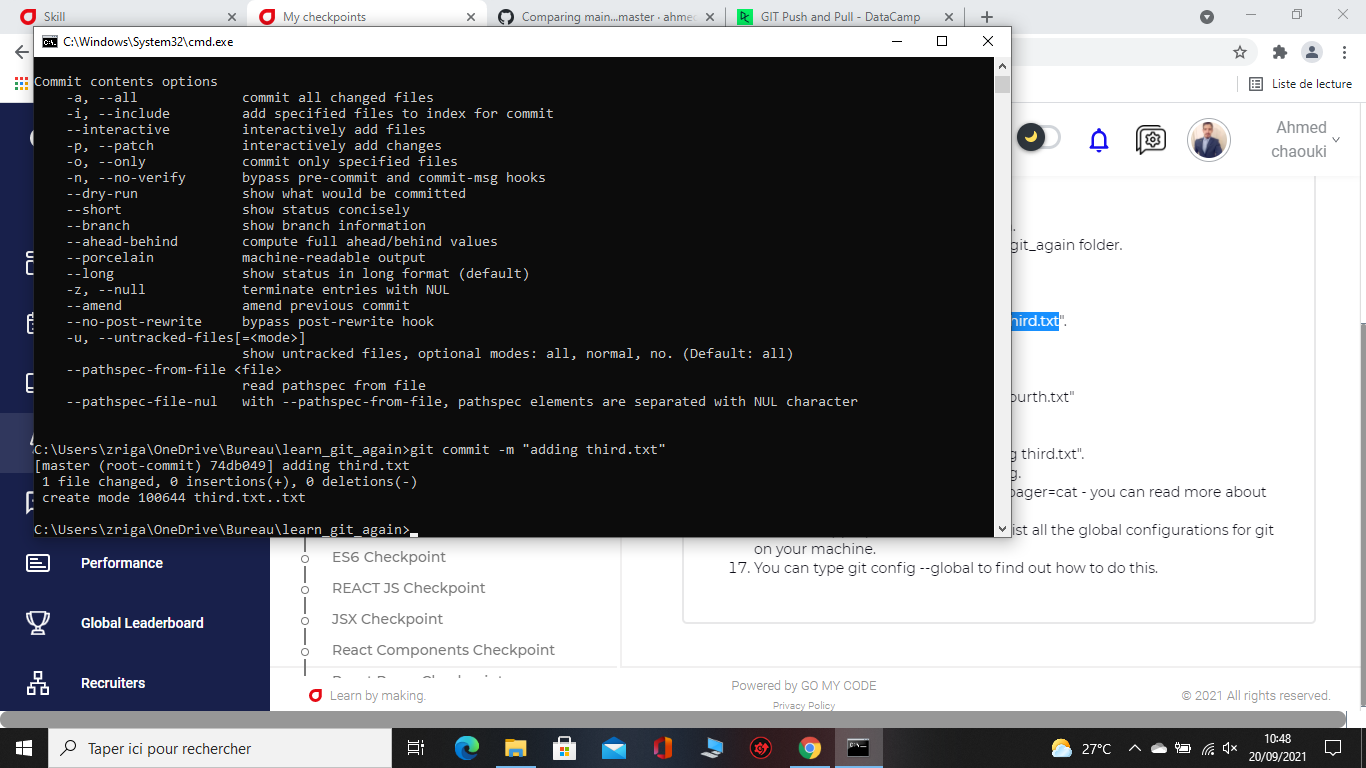 Skill
My checkpoints
Comparing main...master · ahme
GIT Push and Pull - DataCamp
C:\Windows\System32\cmd.exe
Liste de lecture
Ahmed
chaouki
Commit contents options
-a, --all commit all changed files
-i, --include add specified files to index for commit
--interactive interactively add files
-p, --patch interactively add changes
-o, --only commit only specified files
-n, --no-verify bypass pre-commit and commit-msg hooks
--dry-run show what would be committed
--short show status concisely
--branch show branch information
--ahead-behind compute full ahead/behind values
--porcelain machine-readable output
--long show status in long format (default)
-z, --null terminate entries with NUL
--amend amend previous commit
--no-post-rewrite bypass post-rewrite hook
-u, --untracked-files[=<mode>]
show untracked files, optional modes: all, normal, no. (Default: all)
--pathspec-from-file <file>
read pathspec from file
--pathspec-file-nul with --pathspec-from-file, pathspec elements are separated with NUL character
C:\Users\zriga\OneDrive\Bureau\learn_git_again>git commit -m "adding third.txt"
[master (root-commit) 74db049] adding third.txt
1 file changed, 0 insertions(+), 0 deletions(-)
create mode 100644 third.txt..txt
C:\Users\zriga\OneDrive\Bureau\learn_git_again>
git_again folder.
hird.txt".
ourth.txt"
g third.txt".
g.
pager=cat - you can read more about
ist all the global configurations for git
on your machine.
17. You can type git config --global to find out how to do this.
Performance
Global Leaderboard
Recruiters
ES6 Checkpoint
REACT JS Checkpoint
JSX Checkpoint
React Components Checkpoint
Learn by making.
Powered by GO MY CODE
Privacy Policy
© 2021 All rights reserved.
Taper ici pour rechercher
27°C
10:48
20/09/2021